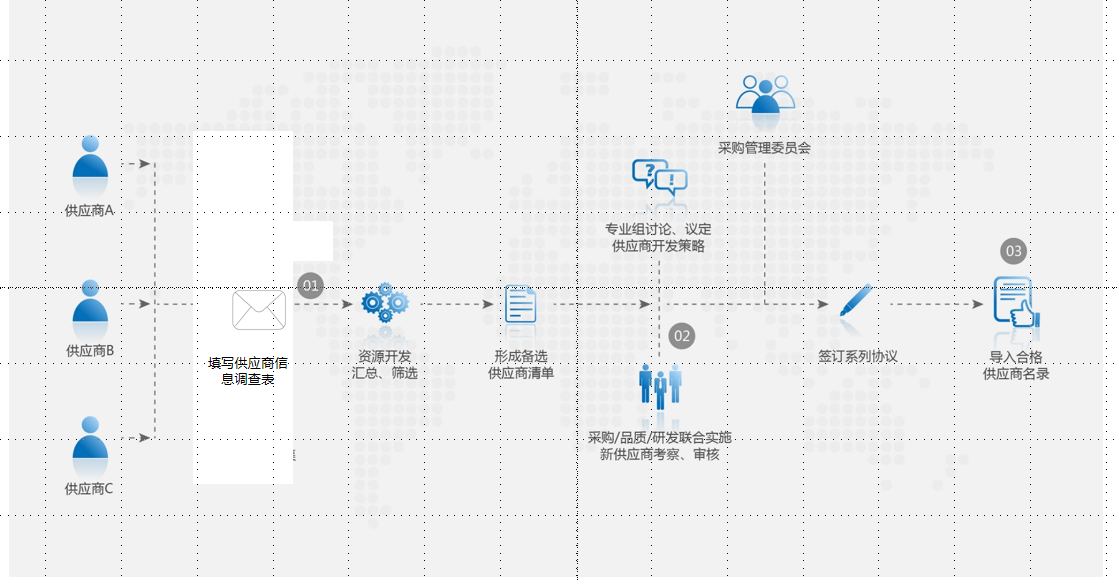 采购管理委员会
? !
供应商A
专业组讨论、议定
供应商开发策略
03
01
供应商B
02
填写供应商信
息调查表
资源开发
汇总、筛选
形成备选
供应商清单
签订系列协议
导入合格
供应商名录
采购/品质/研发联合实施
新供应商考察、审核
供应商C